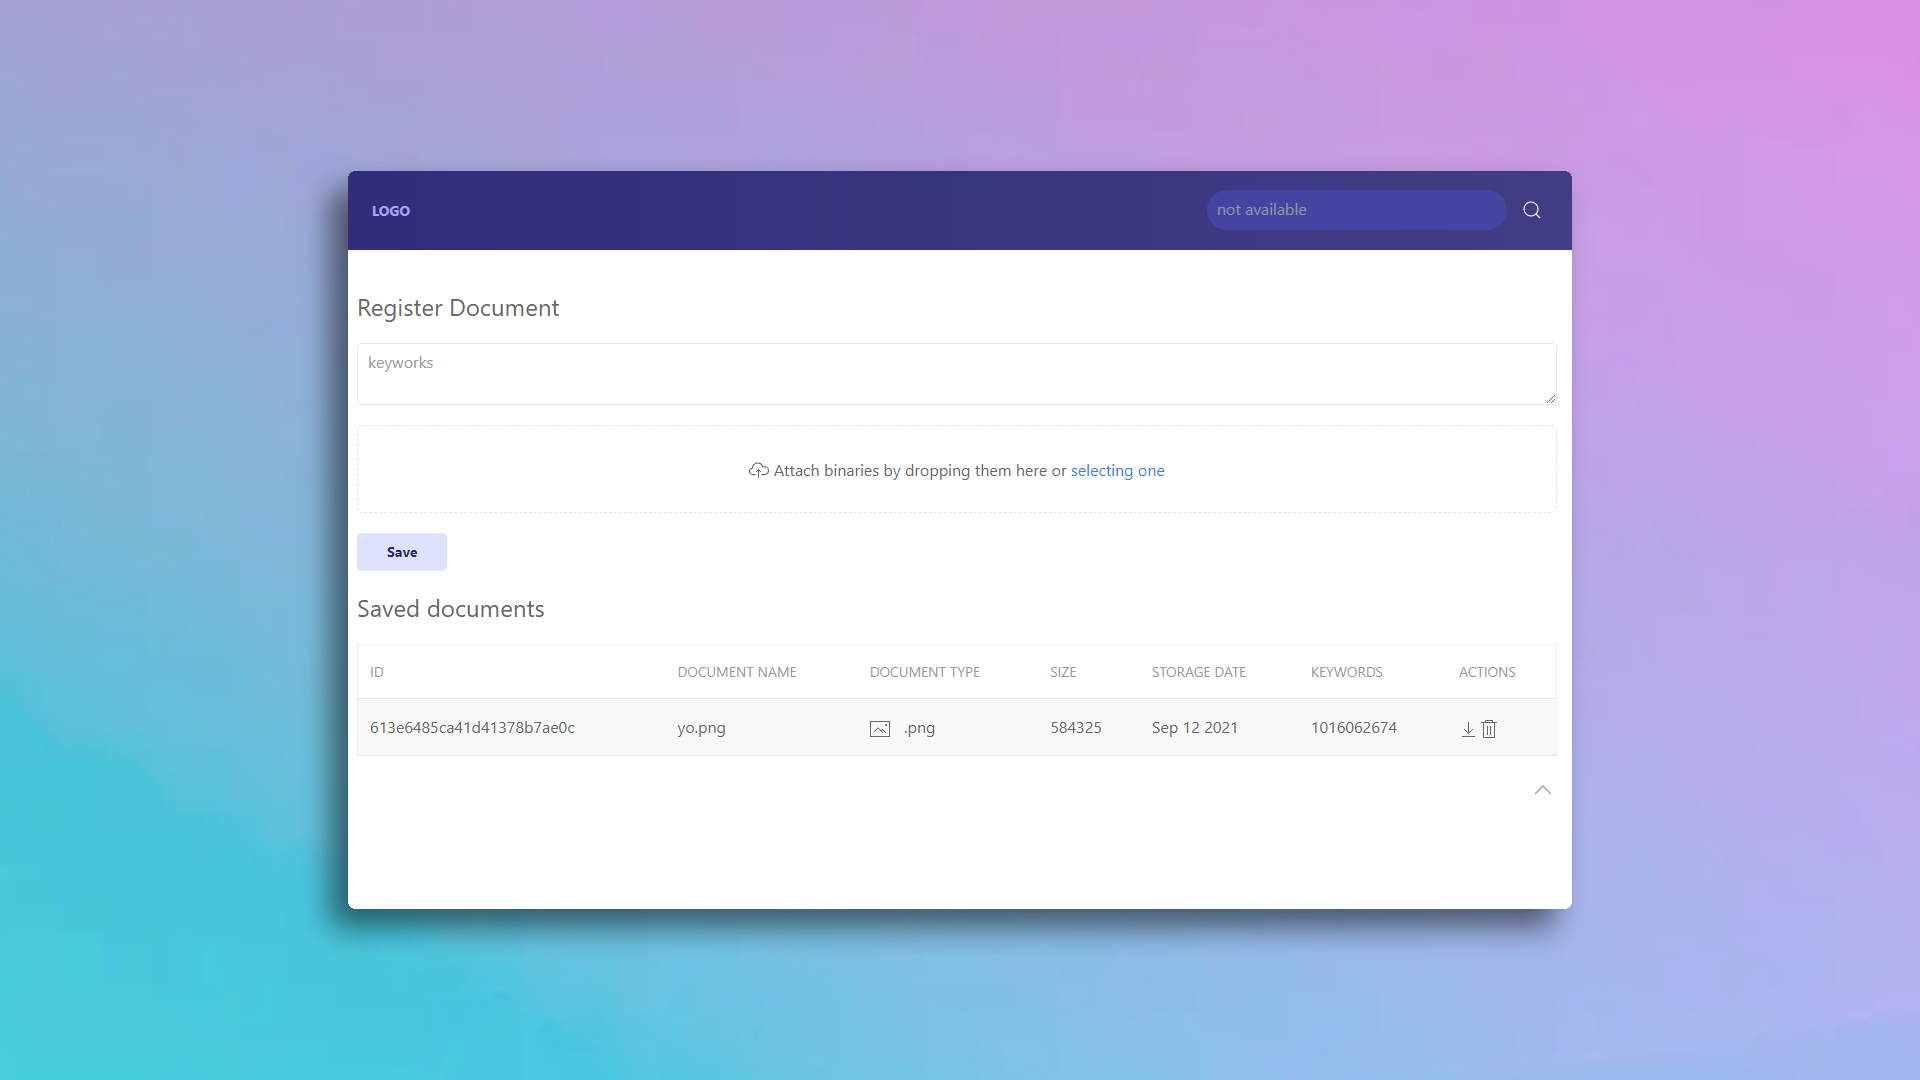 LOGO
not available
Register Document
keyworks
Attach binaries by dropping them here or selecting one
Save
Saved documents
ID DOCUMENT NAME DOCUMENT TYPE SIZE STORAGE DATE KEYWORDS ACTIONS
613e6485ca41d41378b7ae0c yo.png .png 584325 Sep 12 2021 1016062674